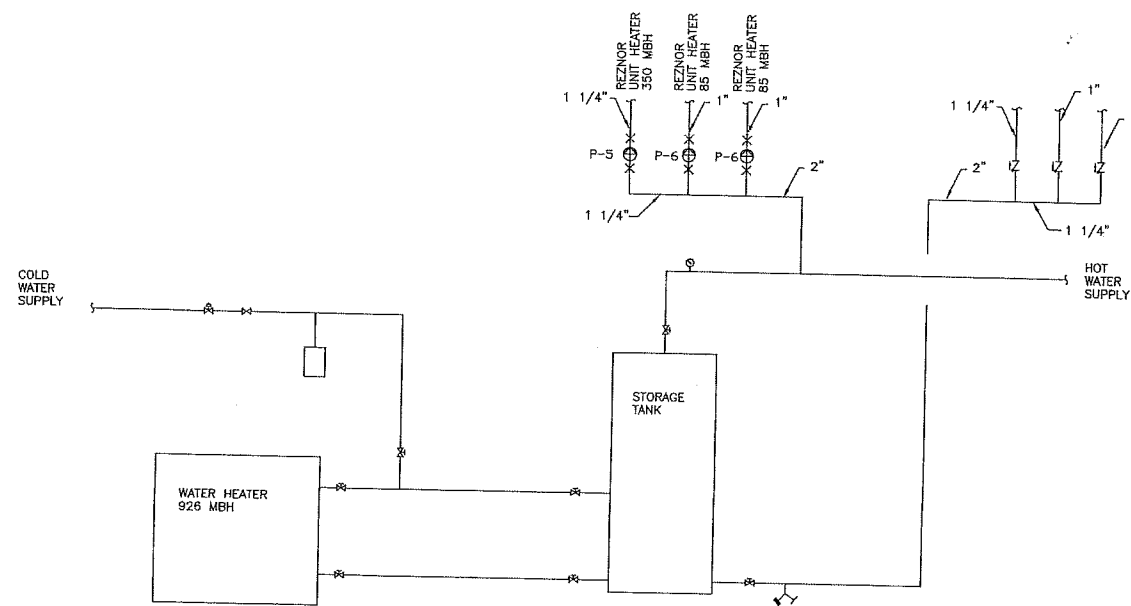 REZNOR
UNIT HEATER
350 MBH
REZNOR
UNIT HEATER
85 MBH
REZNOR
UNIT HEATER
85 MBH
1 1/4"
1"
1"
1 1/4"
1"
P-5
P-6
P-6
2"
2"
1 1/4"
1 1/4"
COLD
WATER
SUPPLY
HOT
WATER
SUPPLY
STORAGE
TANK
WATER HEATER
926 MBH